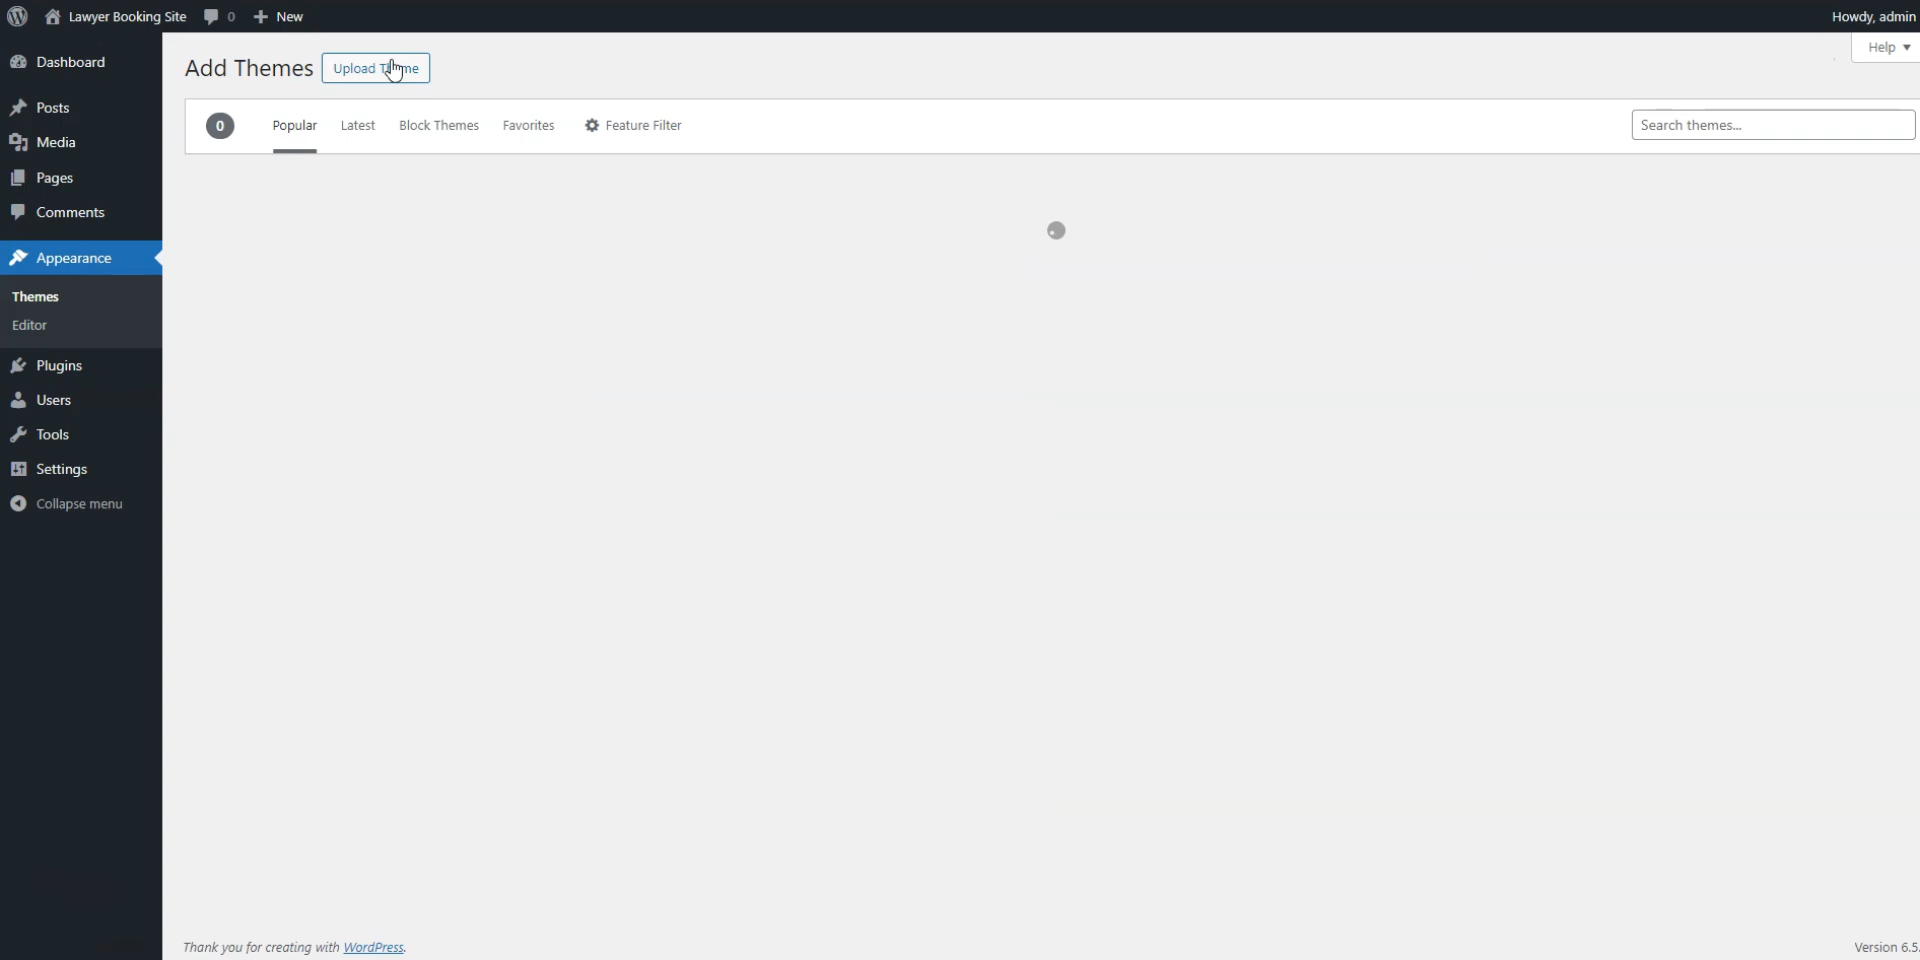 Lawyer Booking Site 0 New Howdy, admin
Help
Dashboard
Add Themes Upload Theme
Posts
0 Popular Latest Block Themes Favorites Feature Filter Search themes...
Media
Pages
Comments
Appearance
Themes
Editor
Plugins
Users
Tools
Settings
Collapse menu
Thank you for creating with WordPress. Version 6.5.